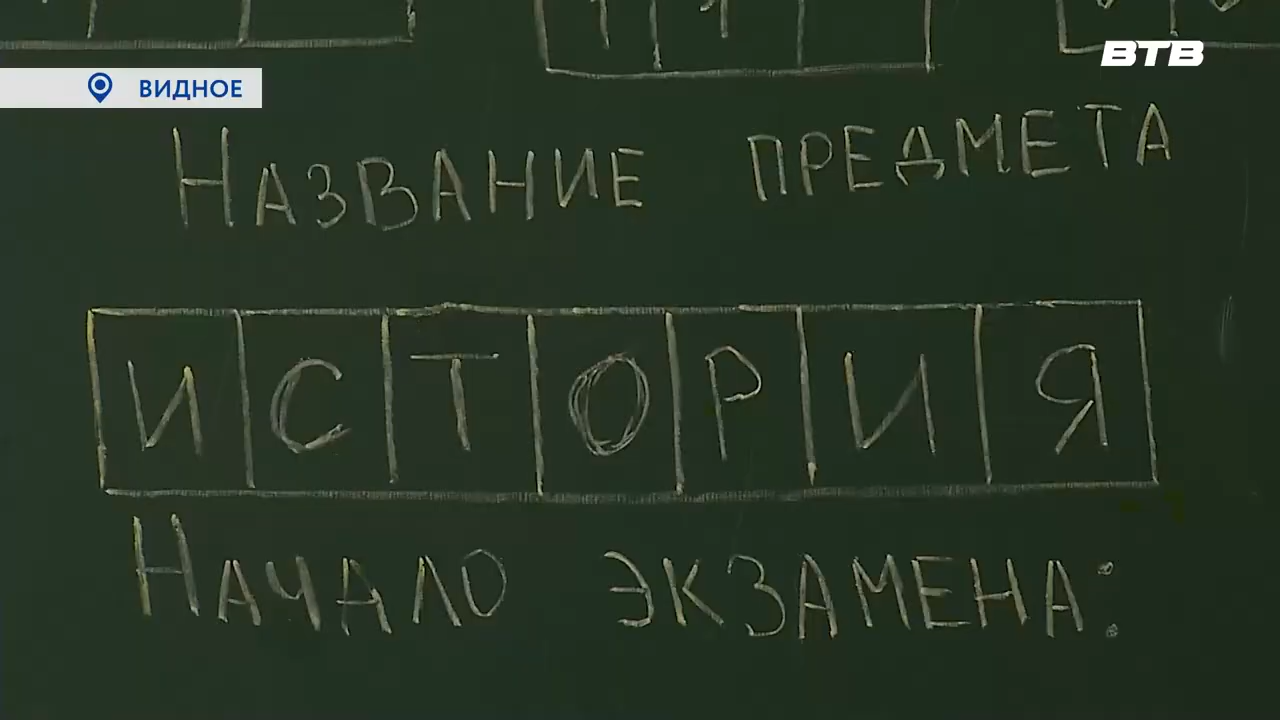 ВТВ
ВИДНОЕ
НАЗВАНИЕ ПРЕДМЕТА
ИСТОРИЯ
НАЧАЛО ЭКЗАМЕНА: